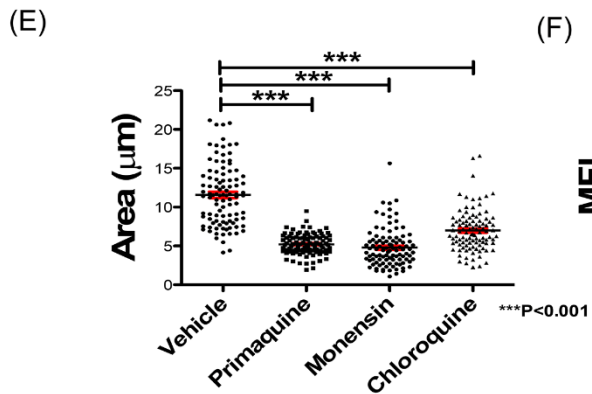 (E)
(F)
***
***
***
25
20
15
10
5
0
Area (μm)
MFI
Vehicle
Primaquine
Monensin
Chloroquine
***P<0.001